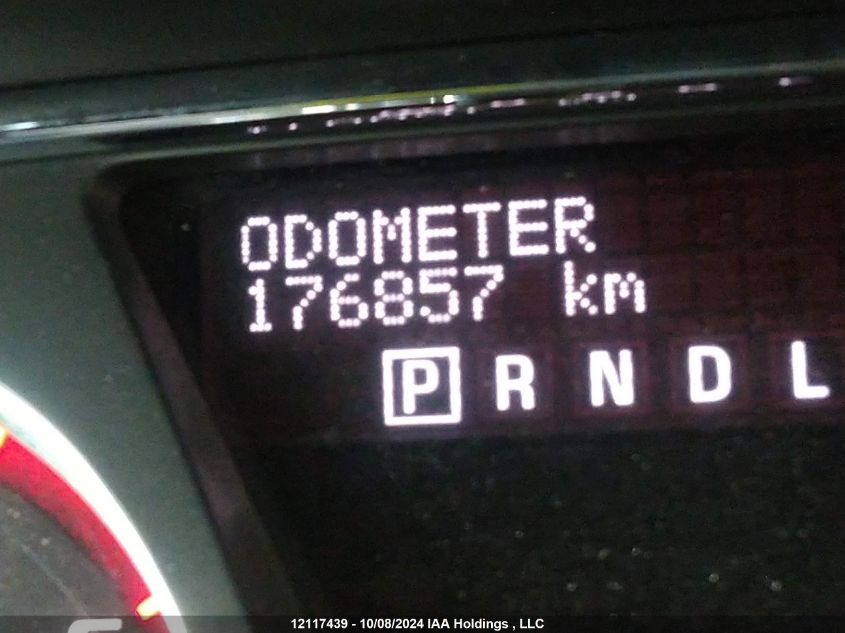 ODOMETER
176857 km
P R N D L
12117439 - 10/08/2024 IAA Holdings , LLC